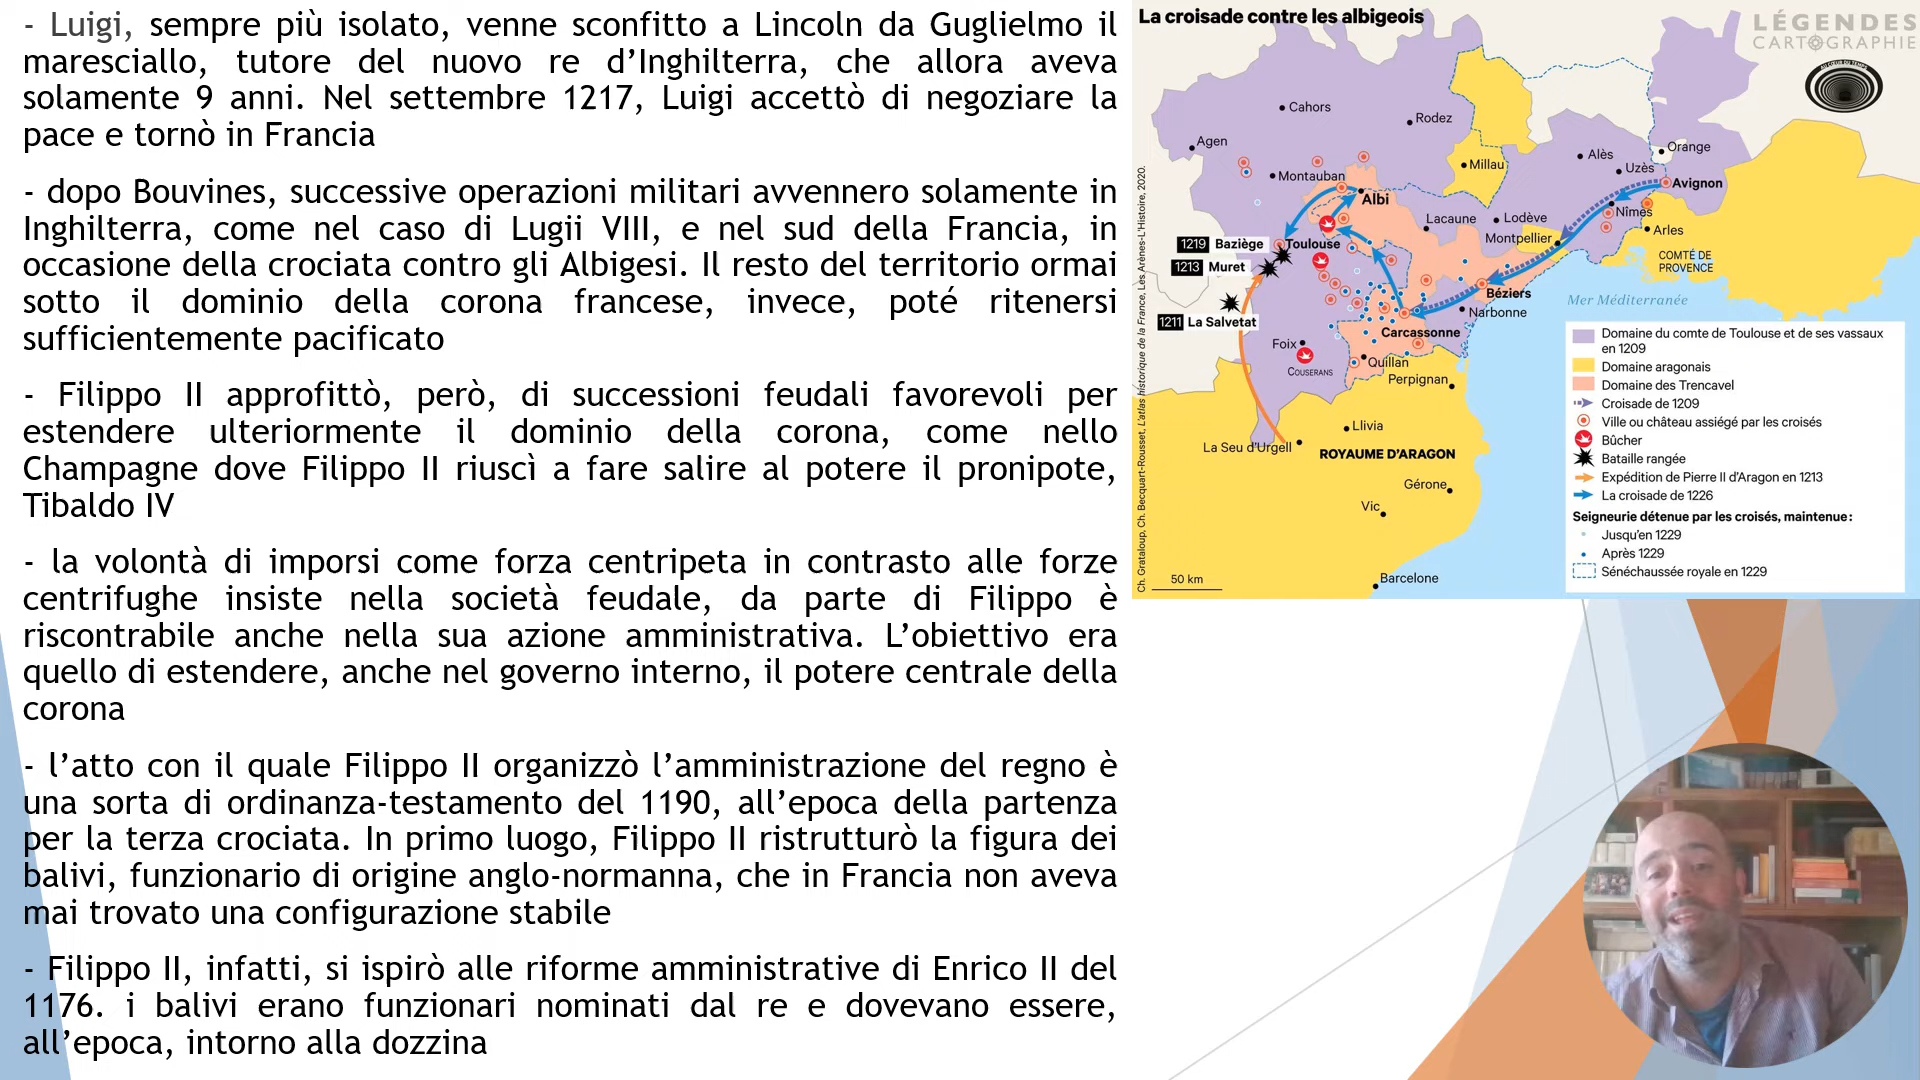 - Luigi, sempre più isolato, venne sconfitto a Lincoln da Guglielmo il
maresciallo, tutore del nuovo re d’Inghilterra, che allora aveva
solamente 9 anni. Nel settembre 1217, Luigi accettò di negoziare la
pace e tornò in Francia
- dopo Bouvines, successive operazioni militari avvennero solamente in
Inghilterra, come nel caso di Lugii VIII, e nel sud della Francia, in
occasione della crociata contro gli Albigesi. Il resto del territorio ormai
sotto il dominio della corona francese, invece, poté ritenersi
sufficientemente pacificato
- Filippo II approfittò, però, di successioni feudali favorevoli per
estendere ulteriormente il dominio della corona, come nello
Champagne dove Filippo II riuscì a fare salire al potere il pronipote,
Tibaldo IV
- la volontà di imporsi come forza centripeta in contrasto alle forze
centrifughe insiste nella società feudale, da parte di Filippo è
riscontrabile anche nella sua azione amministrativa. L’obiettivo era
quello di estendere, anche nel governo interno, il potere centrale della
corona
- l’atto con il quale Filippo II organizzò l’amministrazione del regno è
una sorta di ordinanza-testamento del 1190, all’epoca della partenza
per la terza crociata. In primo luogo, Filippo II ristrutturò la figura dei
balivi, funzionario di origine anglo-normanna, che in Francia non aveva
mai trovato una configurazione stabile
- Filippo II, infatti, si ispirò alle riforme amministrative di Enrico II del
1176. i balivi erano funzionari nominati dal re e dovevano essere,
all’epoca, intorno alla dozzina
La croisade contre les albigeois
LÉGENDES
CARTOGRAPHIE
Cahors
Rodez
Agen
Montauban
Millau
Alès
Orange
Uzès
Avignon
Albi
Nîmes
Lacaune
Lodève
Arles
Montpellier
1219 Baziège
Toulouse
1213 Muret
COMTÉ DE
PROVENCE
Béziers
Mer Méditerranée
Narbonne
1211 La Salvetat
Carcassonne
Foix
COUSERANS
Quillan
Perpignan
Llivia
La Seu d’Urgell
ROYAUME D’ARAGON
Gérone
Vic
Barcelone
50 km
Ch. Grataloup, Ch. Becquart-Rousset, L’atlas historique de la France, Les Arènes-L’Histoire, 2020.
Domaine du comte de Toulouse et de ses vassaux
en 1209
Domaine aragonais
Domaine des Trencavel
Croisade de 1209
Ville ou château assiégé par les croisés
Bûcher
Bataille rangée
Expédition de Pierre II d’Aragon en 1213
La croisade de 1226
Seigneurie détenue par les croisés, maintenue :
Jusqu’en 1229
Après 1229
Sénéchaussée royale en 1229